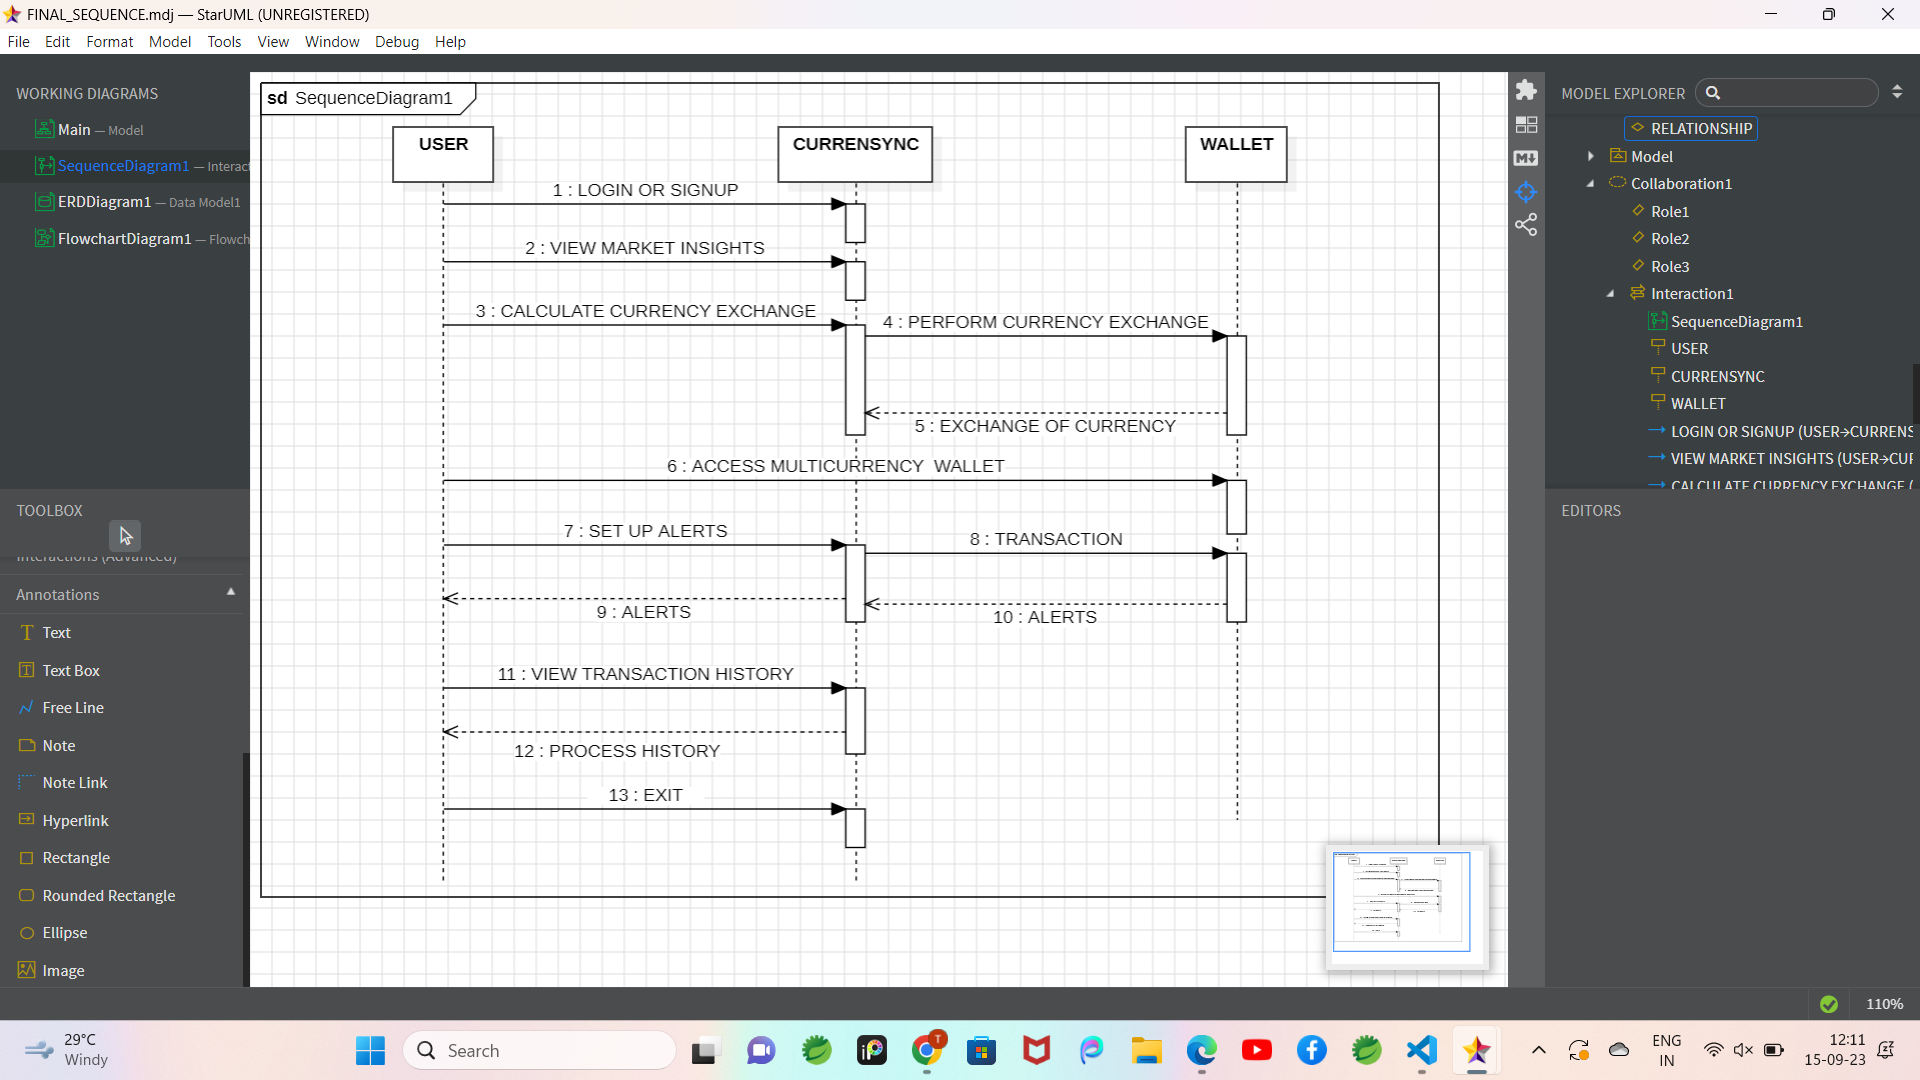 FINAL_SEQUENCE.mdj — StarUML (UNREGISTERED)
File Edit Format Model Tools View Window Debug Help
WORKING DIAGRAMS
Main — Model
SequenceDiagram1 — Interact
ERDDiagram1 — Data Model1
FlowchartDiagram1 — Flowch
TOOLBOX
Interactions (Advanced)
Annotations
Text
Text Box
Free Line
Note
Note Link
Hyperlink
Rectangle
Rounded Rectangle
Ellipse
Image
sd SequenceDiagram1
USER
CURRENSYNC
WALLET
1 : LOGIN OR SIGNUP
2 : VIEW MARKET INSIGHTS
3 : CALCULATE CURRENCY EXCHANGE
4 : PERFORM CURRENCY EXCHANGE
5 : EXCHANGE OF CURRENCY
6 : ACCESS MULTICURRENCY  WALLET
7 : SET UP ALERTS
8 : TRANSACTION
9 : ALERTS
10 : ALERTS
11 : VIEW TRANSACTION HISTORY
12 : PROCESS HISTORY
13 : EXIT
MODEL EXPLORER
RELATIONSHIP
Model
Collaboration1
Role1
Role2
Role3
Interaction1
SequenceDiagram1
USER
CURRENSYNC
WALLET
LOGIN OR SIGNUP (USER→CURRENS
VIEW MARKET INSIGHTS (USER→CUR
CALCULATE CURRENCY EXCHANGE (
EDITORS
110%
29°C
Windy
Search
ENG
IN
12:11
15-09-23